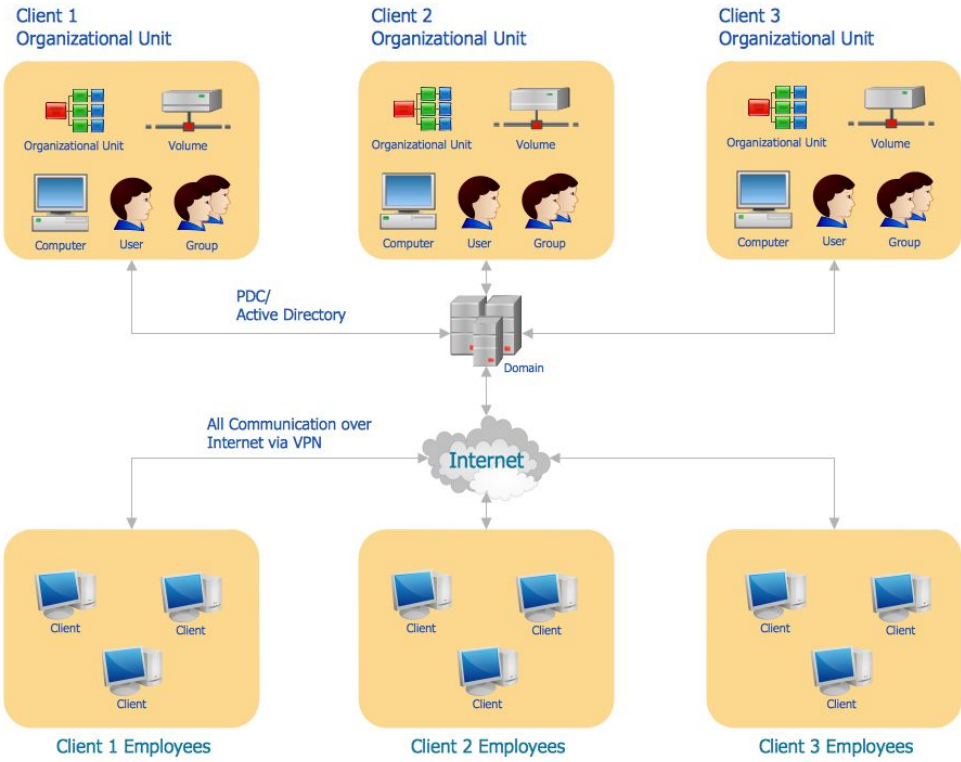 Client 1
Organizational Unit
Client 2
Organizational Unit
Client 3
Organizational Unit
Organizational Unit
Volume
Computer
User
Group
Organizational Unit
Volume
Computer
User
Group
Organizational Unit
Volume
Computer
User
Group
PDC/
Active Directory
Domain
All Communication over
Internet via VPN
Internet
Client
Client
Client
Client
Client
Client
Client
Client
Client
Client 1 Employees
Client 2 Employees
Client 3 Employees